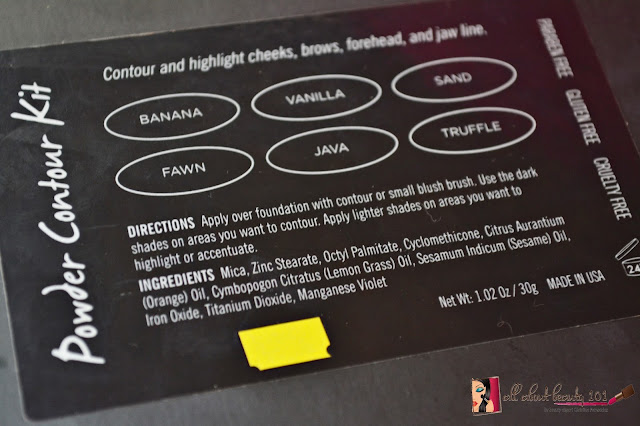 Powder Contour Kit
Contour and highlight cheeks, brows, forehead, and jaw line.
BANANA VANILLA SAND
FAWN JAVA TRUFFLE
DIRECTIONS Apply over foundation with contour or small blush brush. Use the dark
shades on areas you want to contour. Apply lighter shades on areas you want to
highlight or accentuate.
INGREDIENTS Mica, Zinc Stearate, Octyl Palmitate, Cyclomethicone, Citrus Aurantium
(Orange) Oil, Cymbopogon Citratus (Lemon Grass) Oil, Sesamum Indicum (Sesame) Oil,
Iron Oxide, Titanium Dioxide, Manganese Violet
Net Wt: 1.02 Oz / 30g MADE IN USA
PARABEN FREE GLUTEN FREE CRUELTY FREE
24
all about beauty 101